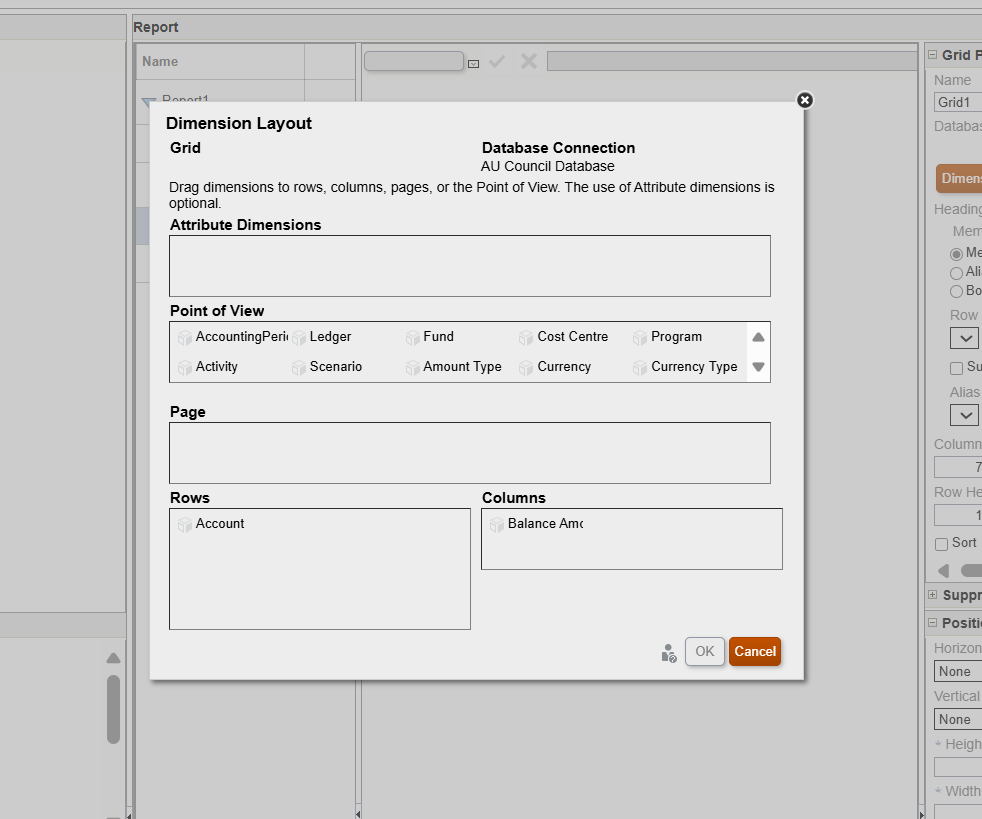 Report
Name
Report1
Dimension Layout
Grid
Database Connection
AU Council Database
Drag dimensions to rows, columns, pages, or the Point of View. The use of Attribute dimensions is
optional.
Attribute Dimensions
Point of View
AccountingPeri
Ledger
Fund
Cost Centre
Program
Activity
Scenario
Amount Type
Currency
Currency Type
Page
Rows
Columns
Account
Balance Amo
OK
Cancel
Grid P
Name
Grid1
Databas
Dimens
Heading
Mem
Me
Ali
Bo
Row
Su
Alias
Column
7
Row He
1
Sort
Suppr
Positi
Horizon
None
Vertical
None
* Heigh
* Width